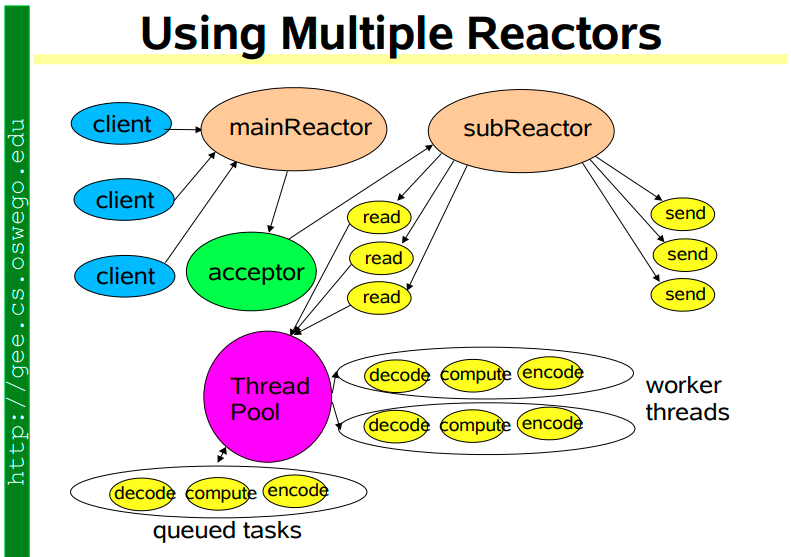 Using Multiple Reactors
http://gee.cs.oswego.edu
client
mainReactor
subReactor
client
client
acceptor
read
read
read
send
send
send
Thread
Pool
decode
compute
encode
decode
compute
encode
worker
threads
decode
compute
encode
queued tasks